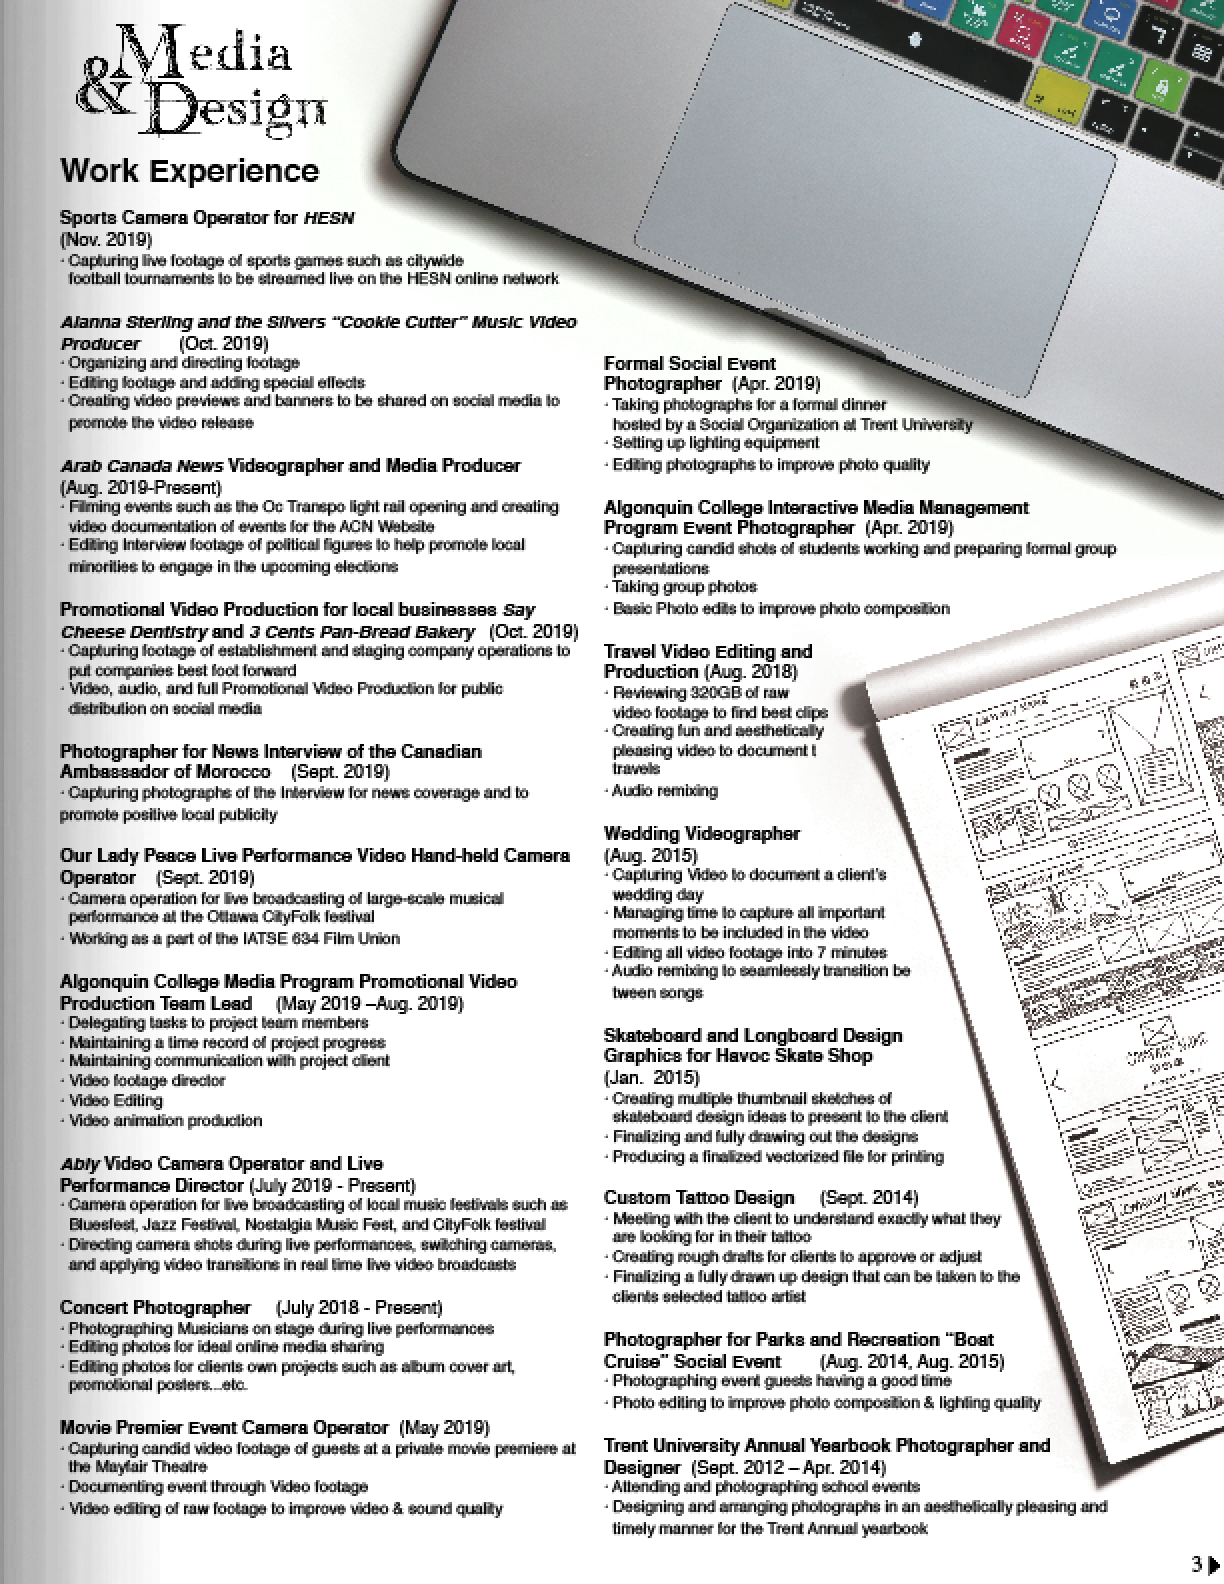 Media
& Design
Work Experience
Sports Camera Operator for HESN
(Nov. 2019)
· Capturing live footage of sports games such as citywide
football tournaments to be streamed live on the HESN online network
Alanna Sterling and the Silvers “Cookie Cutter” Music Video
Producer (Oct. 2019)
· Organizing and directing footage
· Editing footage and adding special effects
· Creating video previews and banners to be shared on social media to
promote the video release
Arab Canada News Videographer and Media Producer
(Aug. 2019-Present)
· Filming events such as the Oc Transpo light rail opening and creating
video documentation of events for the ACN Website
· Editing Interview footage of political figures to help promote local
minorities to engage in the upcoming elections
Promotional Video Production for local businesses Say
Cheese Dentistry and 3 Cents Pan-Bread Bakery (Oct. 2019)
· Capturing footage of establishment and staging company operations to
put companies best foot forward
· Video, audio, and full Promotional Video Production for public
distribution on social media
Photographer for News Interview of the Canadian
Ambassador of Morocco (Sept. 2019)
· Capturing photographs of the Interview for news coverage and to
promote positive local publicity
Our Lady Peace Live Performance Video Hand-held Camera
Operator (Sept. 2019)
· Camera operation for live broadcasting of large-scale musical
performance at the Ottawa CityFolk festival
· Working as a part of the IATSE 634 Film Union
Algonquin College Media Program Promotional Video
Production Team Lead (May 2019 –Aug. 2019)
· Delegating tasks to project team members
· Maintaining a time record of project progress
· Maintaining communication with project client
· Video footage director
· Video Editing
· Video animation production
Ably Video Camera Operator and Live
Performance Director (July 2019 - Present)
· Camera operation for live broadcasting of local music festivals such as
Bluesfest, Jazz Festival, Nostalgia Music Fest, and CityFolk festival
· Directing camera shots during live performances, switching cameras,
and applying video transitions in real time live video broadcasts
Concert Photographer (July 2018 - Present)
· Photographing Musicians on stage during live performances
· Editing photos for ideal online media sharing
· Editing photos for clients own projects such as album cover art,
promotional posters...etc.
Movie Premier Event Camera Operator (May 2019)
· Capturing candid video footage of guests at a private movie premiere at
the Mayfair Theatre
· Documenting event through Video footage
· Video editing of raw footage to improve video & sound quality
Formal Social Event
Photographer (Apr. 2019)
· Taking photographs for a formal dinner
hosted by a Social Organization at Trent University
· Setting up lighting equipment
· Editing photographs to improve photo quality
Algonquin College Interactive Media Management
Program Event Photographer (Apr. 2019)
· Capturing candid shots of students working and preparing formal group
presentations
· Taking group photos
· Basic Photo edits to improve photo composition
Travel Video Editing and
Production (Aug. 2018)
· Reviewing 320GB of raw
video footage to find best clips
· Creating fun and aesthetically
pleasing video to document t
travels
· Audio remixing
Wedding Videographer
(Aug. 2015)
· Capturing Video to document a client’s
wedding day
· Managing time to capture all important
moments to be included in the video
· Editing all video footage into 7 minutes
· Audio remixing to seamlessly transition be
tween songs
Skateboard and Longboard Design
Graphics for Havoc Skate Shop
(Jan. 2015)
· Creating multiple thumbnail sketches of
skateboard design ideas to present to the client
· Finalizing and fully drawing out the designs
· Producing a finalized vectorized file for printing
Custom Tattoo Design (Sept. 2014)
· Meeting with the client to understand exactly what they
are looking for in their tattoo
· Creating rough drafts for clients to approve or adjust
· Finalizing a fully drawn up design that can be taken to the
clients selected tattoo artist
Photographer for Parks and Recreation “Boat
Cruise” Social Event (Aug. 2014, Aug. 2015)
· Photographing event guests having a good time
· Photo editing to improve photo composition & lighting quality
Trent University Annual Yearbook Photographer and
Designer (Sept. 2012 – Apr. 2014)
· Attending and photographing school events
· Designing and arranging photographs in an aesthetically pleasing and
timely manner for the Trent Annual yearbook
3